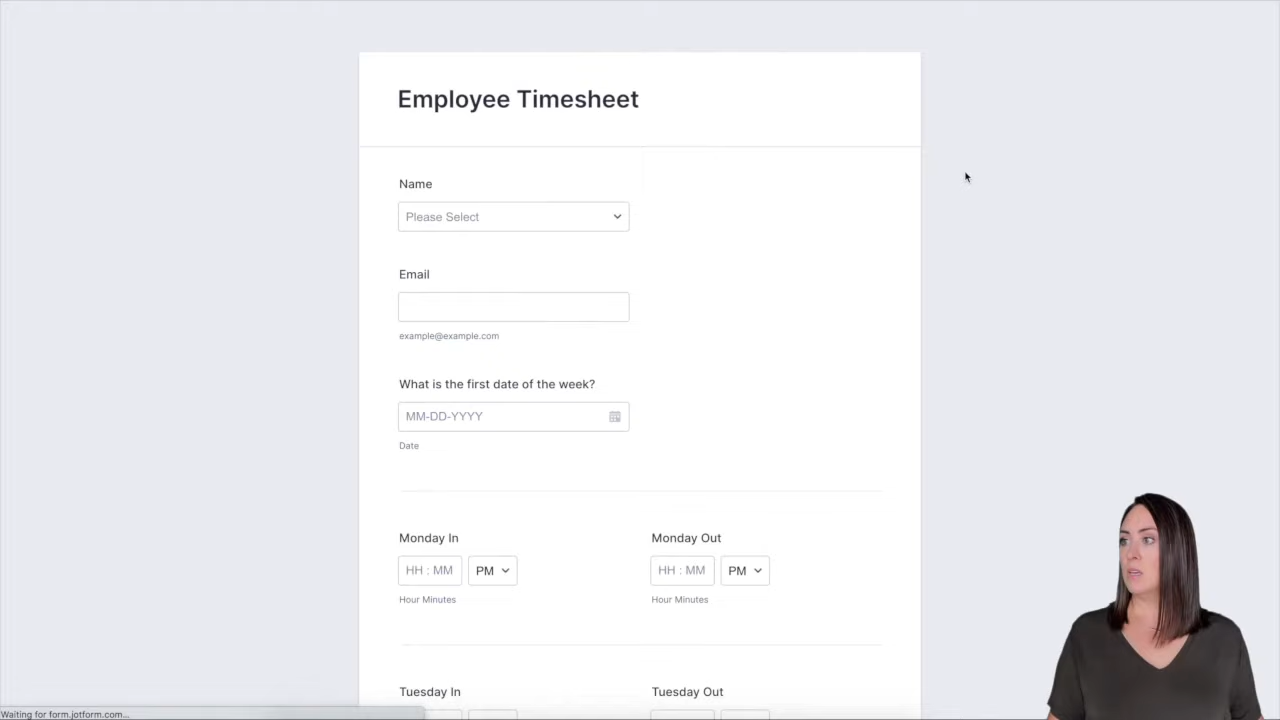 Employee Timesheet
Name
Please Select
Email
example@example.com
What is the first date of the week?
MM-DD-YYYY
Date
Monday In
Monday Out
HH : MM
PM
HH : MM
PM
Hour Minutes
Hour Minutes
Tuesday In
Tuesday Out
Waiting for form.jotform.com...